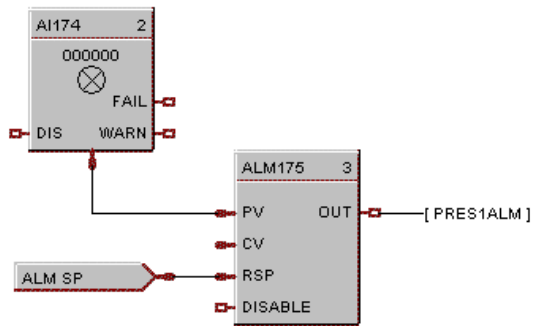 AI174 2
000000
FAIL
DIS WARN
ALM175 3
PV OUT
[ PRES1ALM ]
CV
ALM SP
RSP
DISABLE